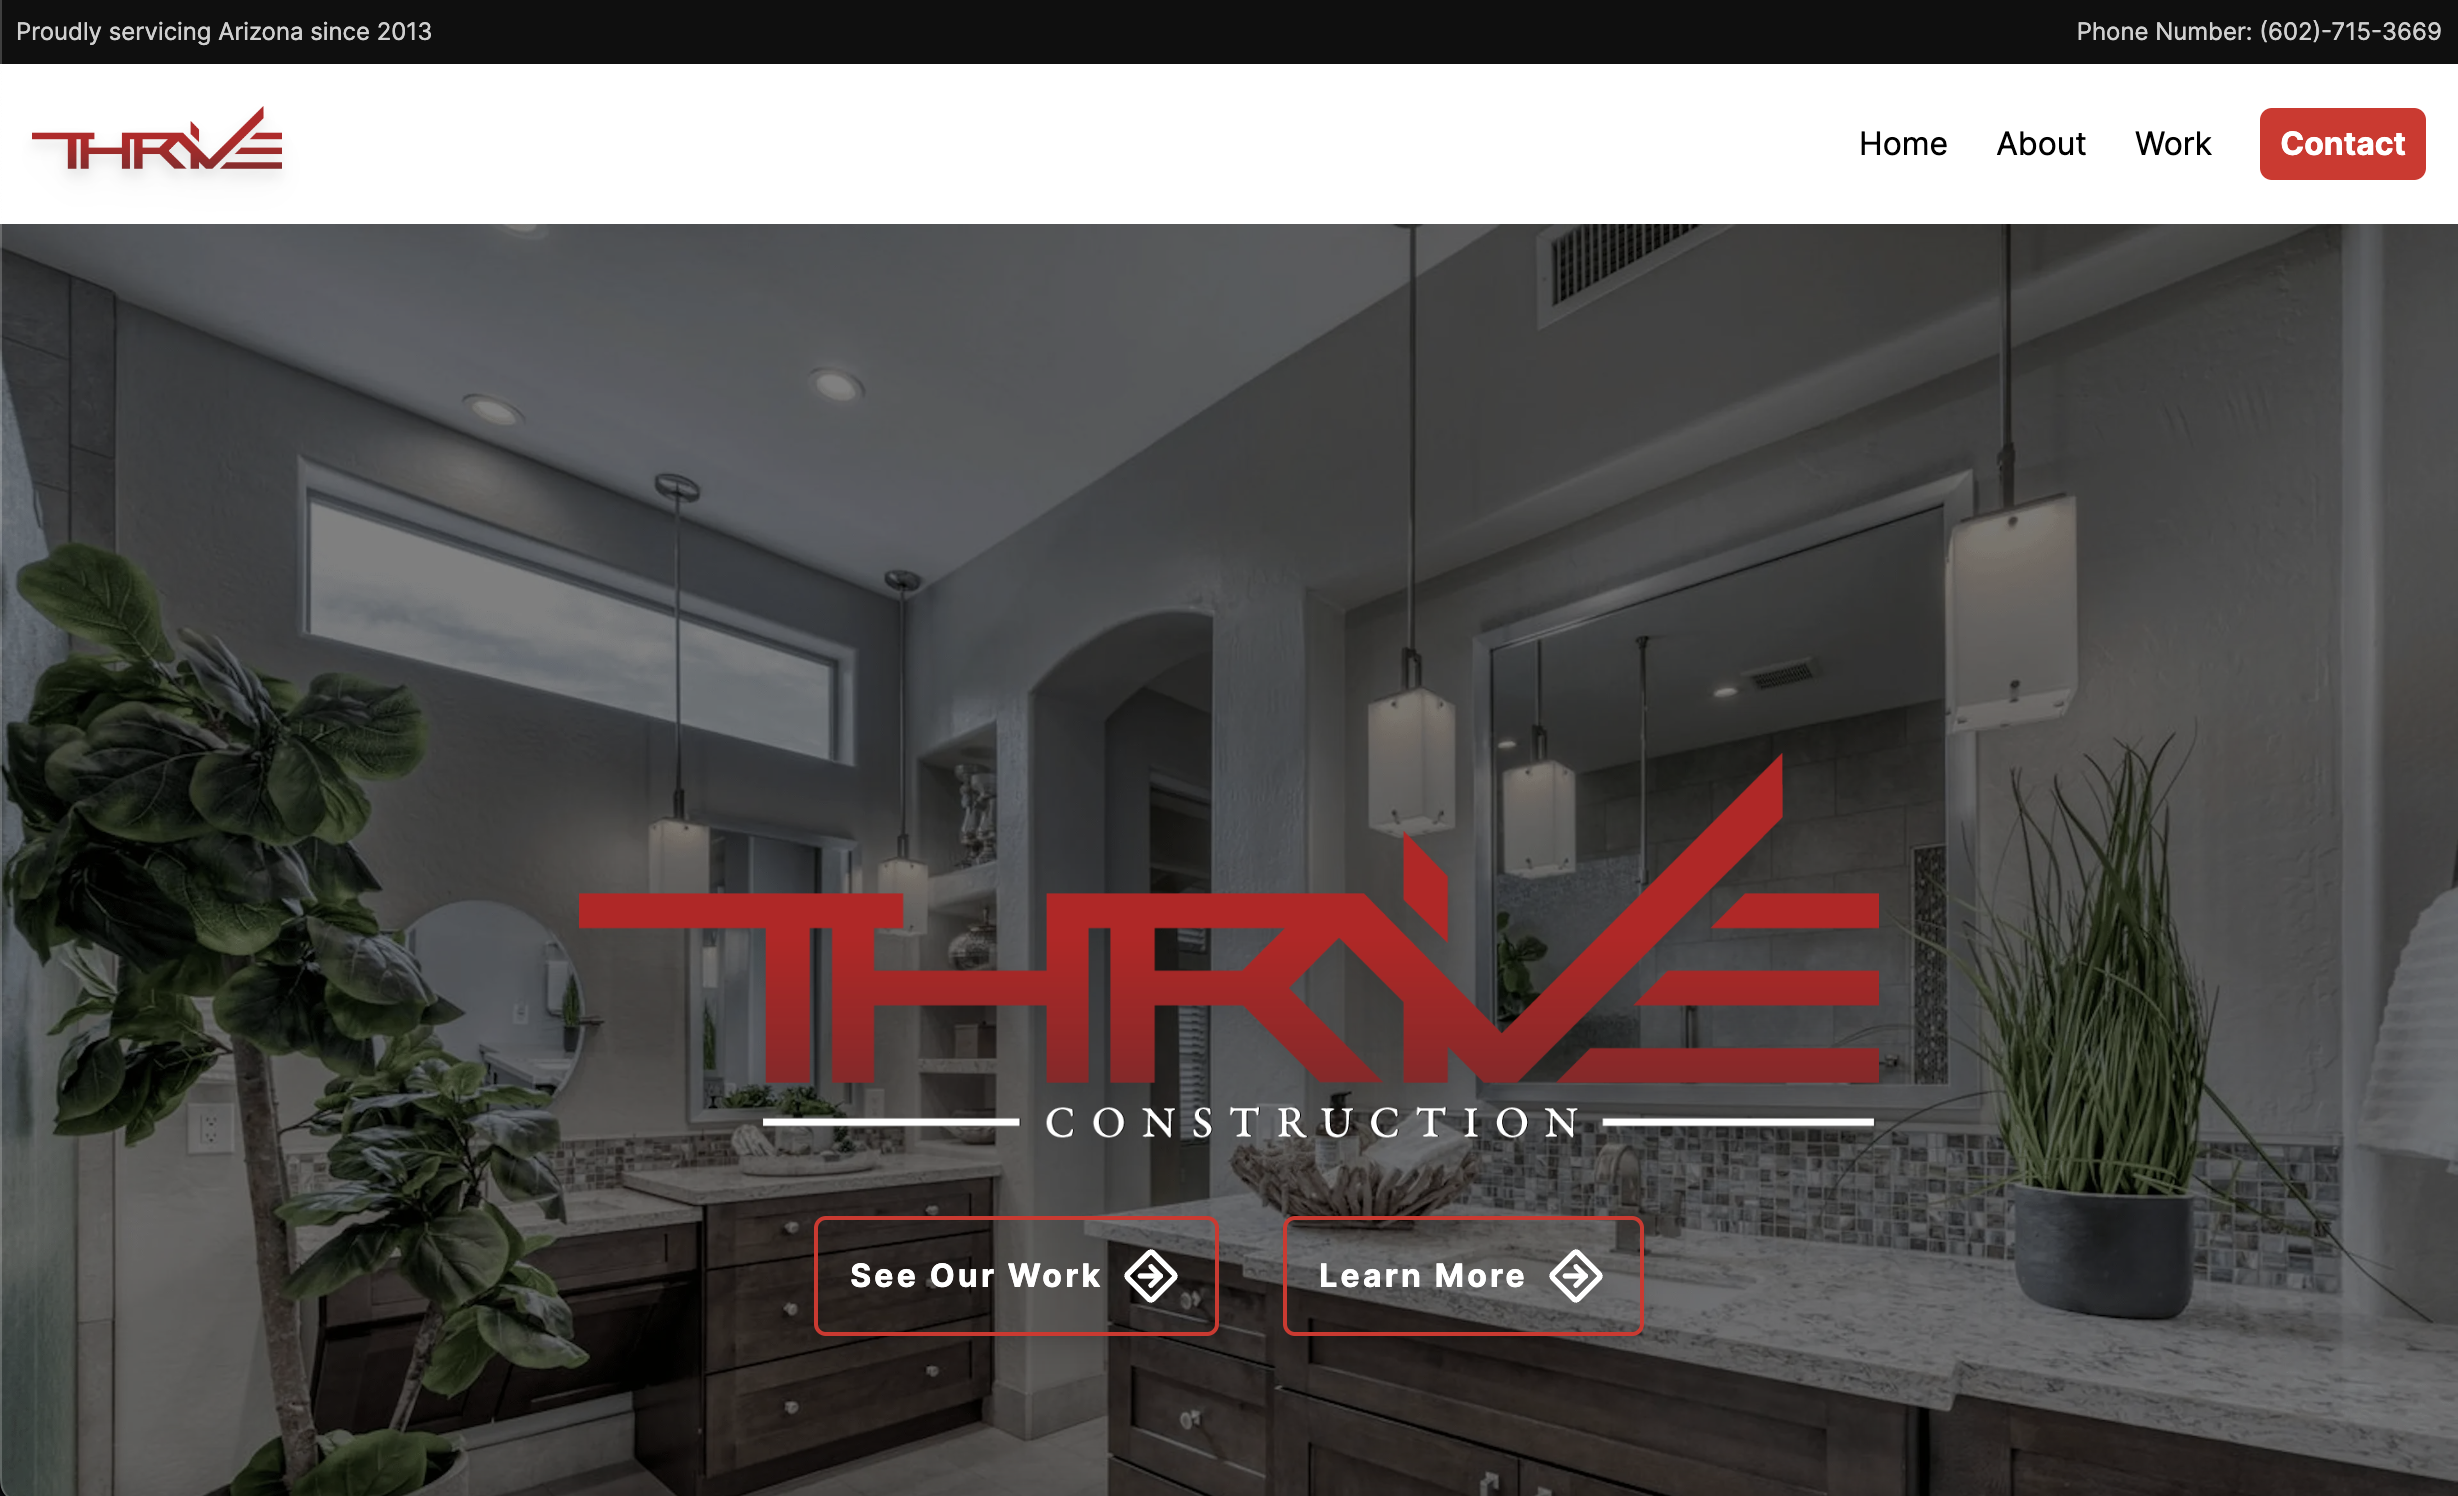 Proudly servicing Arizona since 2013
Phone Number: (602)-715-3669
THRIVE
Home
About
Work
Contact
THRIVE
CONSTRUCTION
See Our Work
Learn More